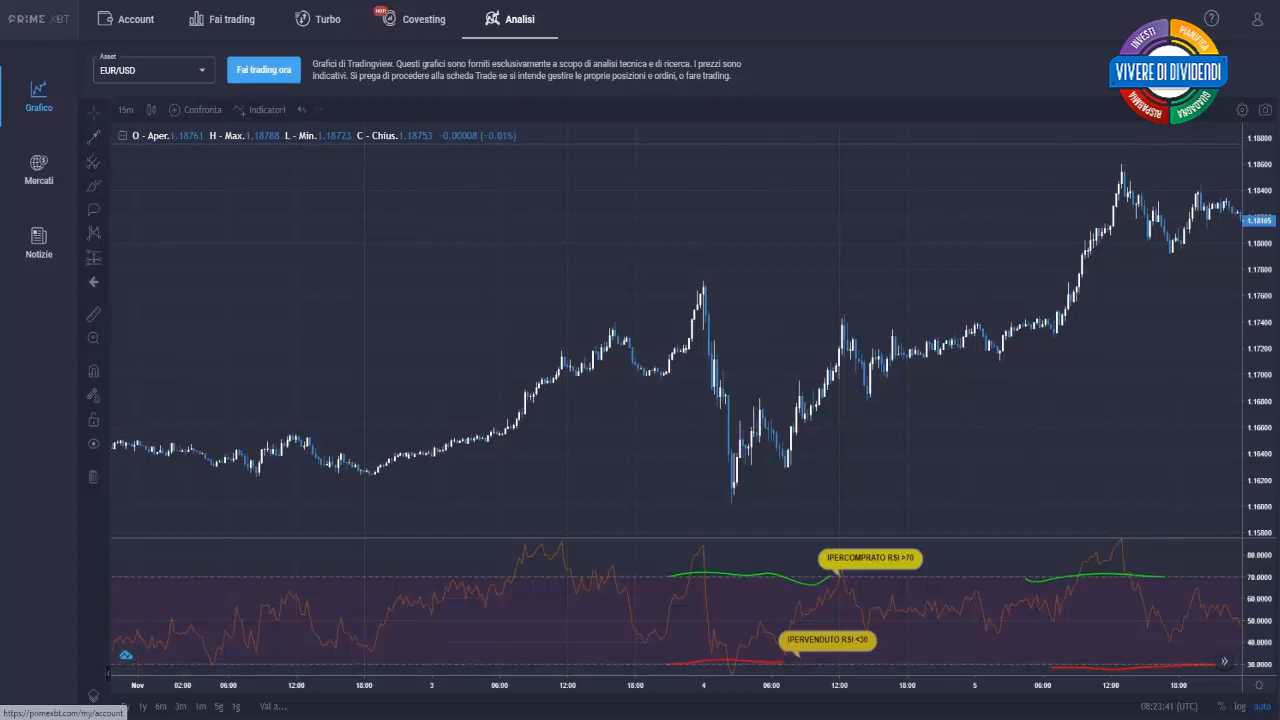 PRIME XBT
Account
Fai trading
Turbo
HOT
Covesting
Analisi
Asset
EUR/USD
Fai trading ora
Grafici di Tradingview. Questi grafici sono forniti esclusivamente a scopo di analisi tecnica e di ricerca. I prezzi sono
indicativi. Si prega di procedere alla scheda Trade se si intende gestire le proprie posizioni e ordini, o fare trading.
INVESTI
PIANIFICA
VIVERE DI DIVIDENDI
RISPARMIA
GUADAGNA
Grafico
Mercati
Notizie
15m
Confronta
Indicatori
O - Aper.1.18761 H - Max.1.18788 L - Min.1.18723 C - Chius.1.18753 -0.00008 (-0.01%)
1.18800
1.18600
1.18400
1.18165
1.18000
1.17800
1.17600
1.17400
1.17200
1.17000
1.16800
1.16600
1.16400
1.16200
1.16000
1.15800
IPERCOMPRATO RSI >70
IPERVENDUTO RSI <30
80.0000
70.0000
60.0000
50.0000
40.0000
30.0000
Nov 02:00 06:00 12:00 18:00 3 06:00 12:00 18:00 4 06:00 12:00 18:00 5 06:00 12:00 18:00
1y 6m 3m 1m 5g 1g Val a...
08:23:41 (UTC) % log auto
https://primexbt.com/my/account